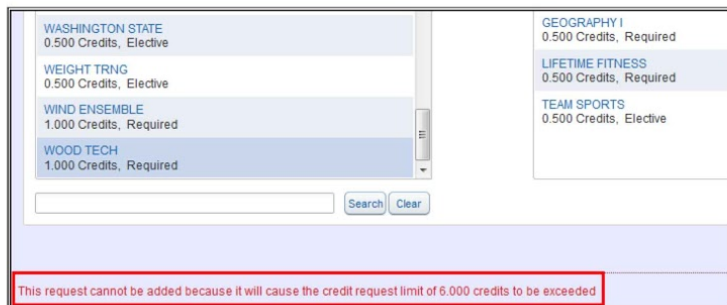 WASHINGTON STATE
0.500 Credits, Elective
WEIGHT TRNG
0.500 Credits, Elective
WIND ENSEMBLE
1.000 Credits, Required
WOOD TECH
1.000 Credits, Required
GEOGRAPHY I
0.500 Credits, Required
LIFETIME FITNESS
0.500 Credits, Required
TEAM SPORTS
0.500 Credits, Elective
Search Clear
This request cannot be added because it will cause the credit request limit of 6.000 credits to be exceeded